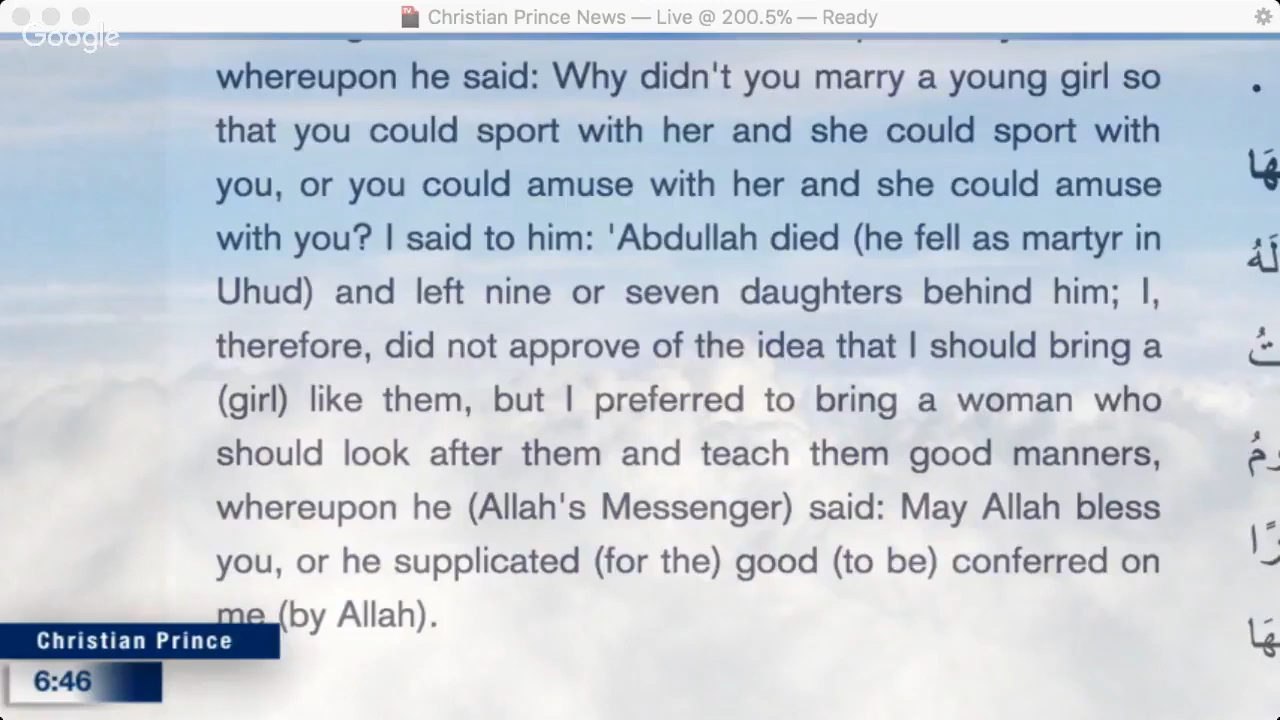 Christian Prince News — Live @ 200.5% — Ready
Google
whereupon he said: Why didn't you marry a young girl so
that you could sport with her and she could sport with
you, or you could amuse with her and she could amuse
with you? I said to him: 'Abdullah died (he fell as martyr in
Uhud) and left nine or seven daughters behind him; I,
therefore, did not approve of the idea that I should bring a
(girl) like them, but I preferred to bring a woman who
should look after them and teach them good manners,
whereupon he (Allah's Messenger) said: May Allah bless
you, or he supplicated (for the) good (to be) conferred on
me (by Allah).
Christian Prince
6:46